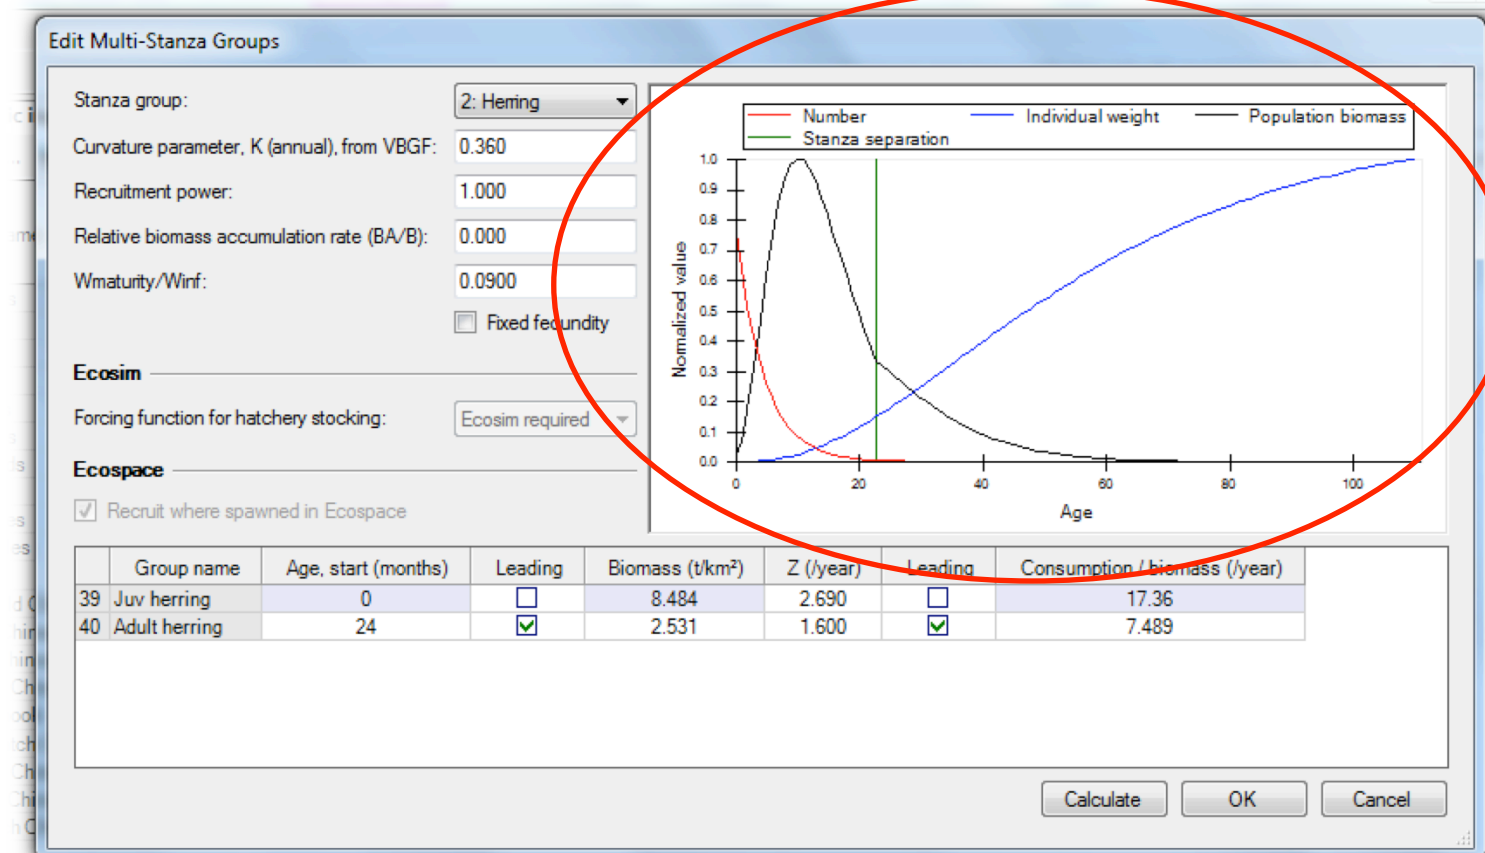 Edit Multi-Stanza Groups
Stanza group: 2: Herring
Curvature parameter, K (annual), from VBGF: 0.360
Recruitment power: 1.000
Relative biomass accumulation rate (BA/B): 0.000
Wmaturity/Winf: 0.0900
Fixed fecundity
Ecosim
Forcing function for hatchery stocking: Ecosim required
Ecospace
Recruit where spawned in Ecospace
Number Individual weight Population biomass
Stanza separation
1.0
0.9
0.8
0.7
0.6
0.5
0.4
0.3
0.2
0.1
0.0
Normalized value
0 20 40 60 80 100
Age
Group name Age, start (months) Leading Biomass (t/km²) Z (/year) Leading Consumption / biomass (/year)
39 Juv herring 0 8.484 2.690 17.36
40 Adult herring 24 2.531 1.600 7.489
Calculate OK Cancel